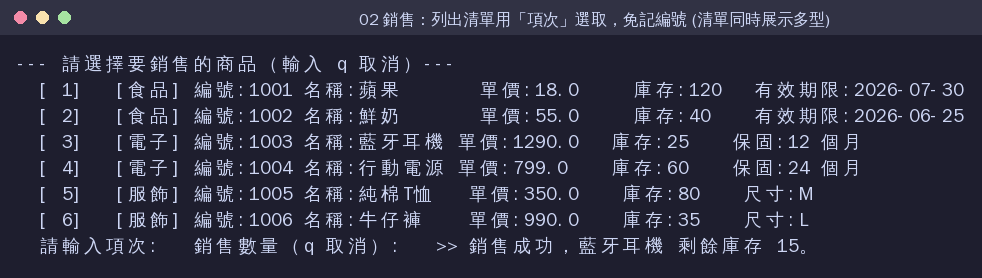 02 銷售：列出清單用「項次」選取，免記編號 (清單同時展示多型)
--- 請選擇要銷售的商品（輸入 q 取消）---
[ 1] [食品] 編號:1001 名稱:蘋果 單價:18.0 庫存:120 有效期限:2026-07-30
[ 2] [食品] 編號:1002 名稱:鮮奶 單價:55.0 庫存:40 有效期限:2026-06-25
[ 3] [電子] 編號:1003 名稱:藍牙耳機 單價:1290.0 庫存:25 保固:12 個月
[ 4] [電子] 編號:1004 名稱:行動電源 單價:799.0 庫存:60 保固:24 個月
[ 5] [服飾] 編號:1005 名稱:純棉T恤 單價:350.0 庫存:80 尺寸:M
[ 6] [服飾] 編號:1006 名稱:牛仔褲 單價:990.0 庫存:35 尺寸:L
請輸入項次: 銷售數量（q 取消）: >> 銷售成功，藍牙耳機 剩餘庫存 15。